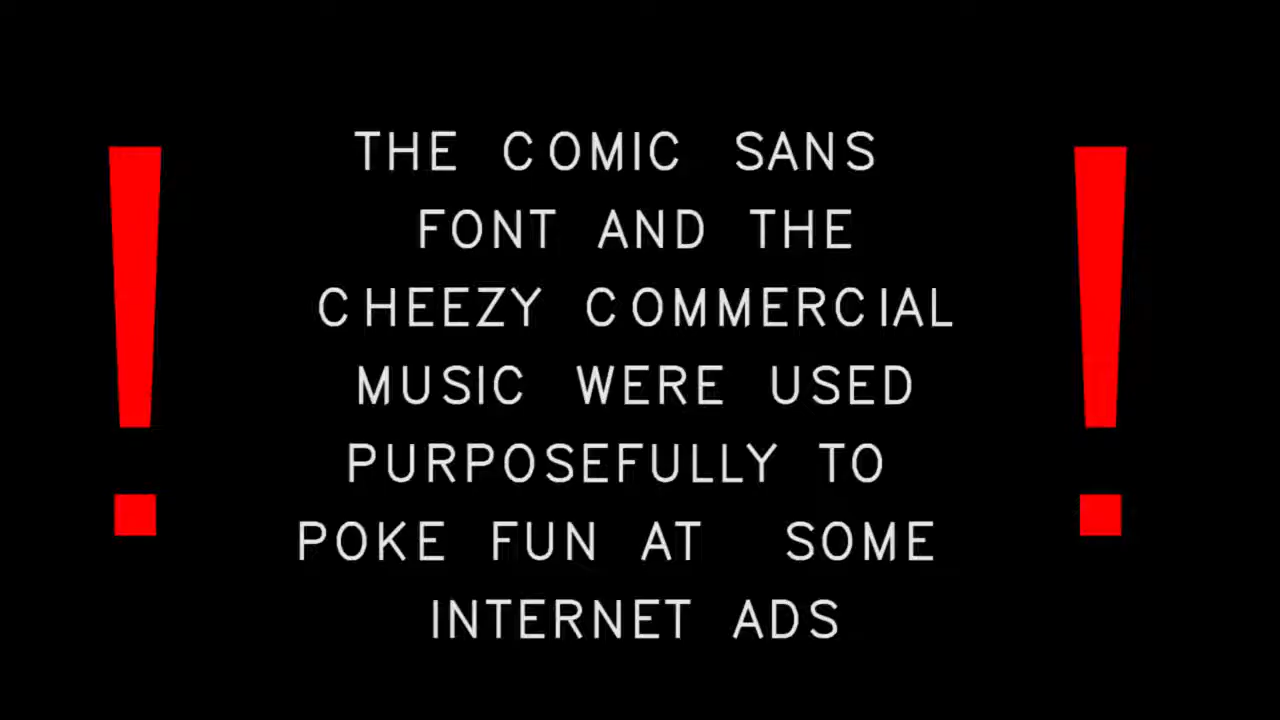 THE COMIC SANS
FONT AND THE
! CHEEZY COMMERCIAL !
MUSIC WERE USED
PURPOSEFULLY TO
POKE FUN AT SOME
INTERNET ADS